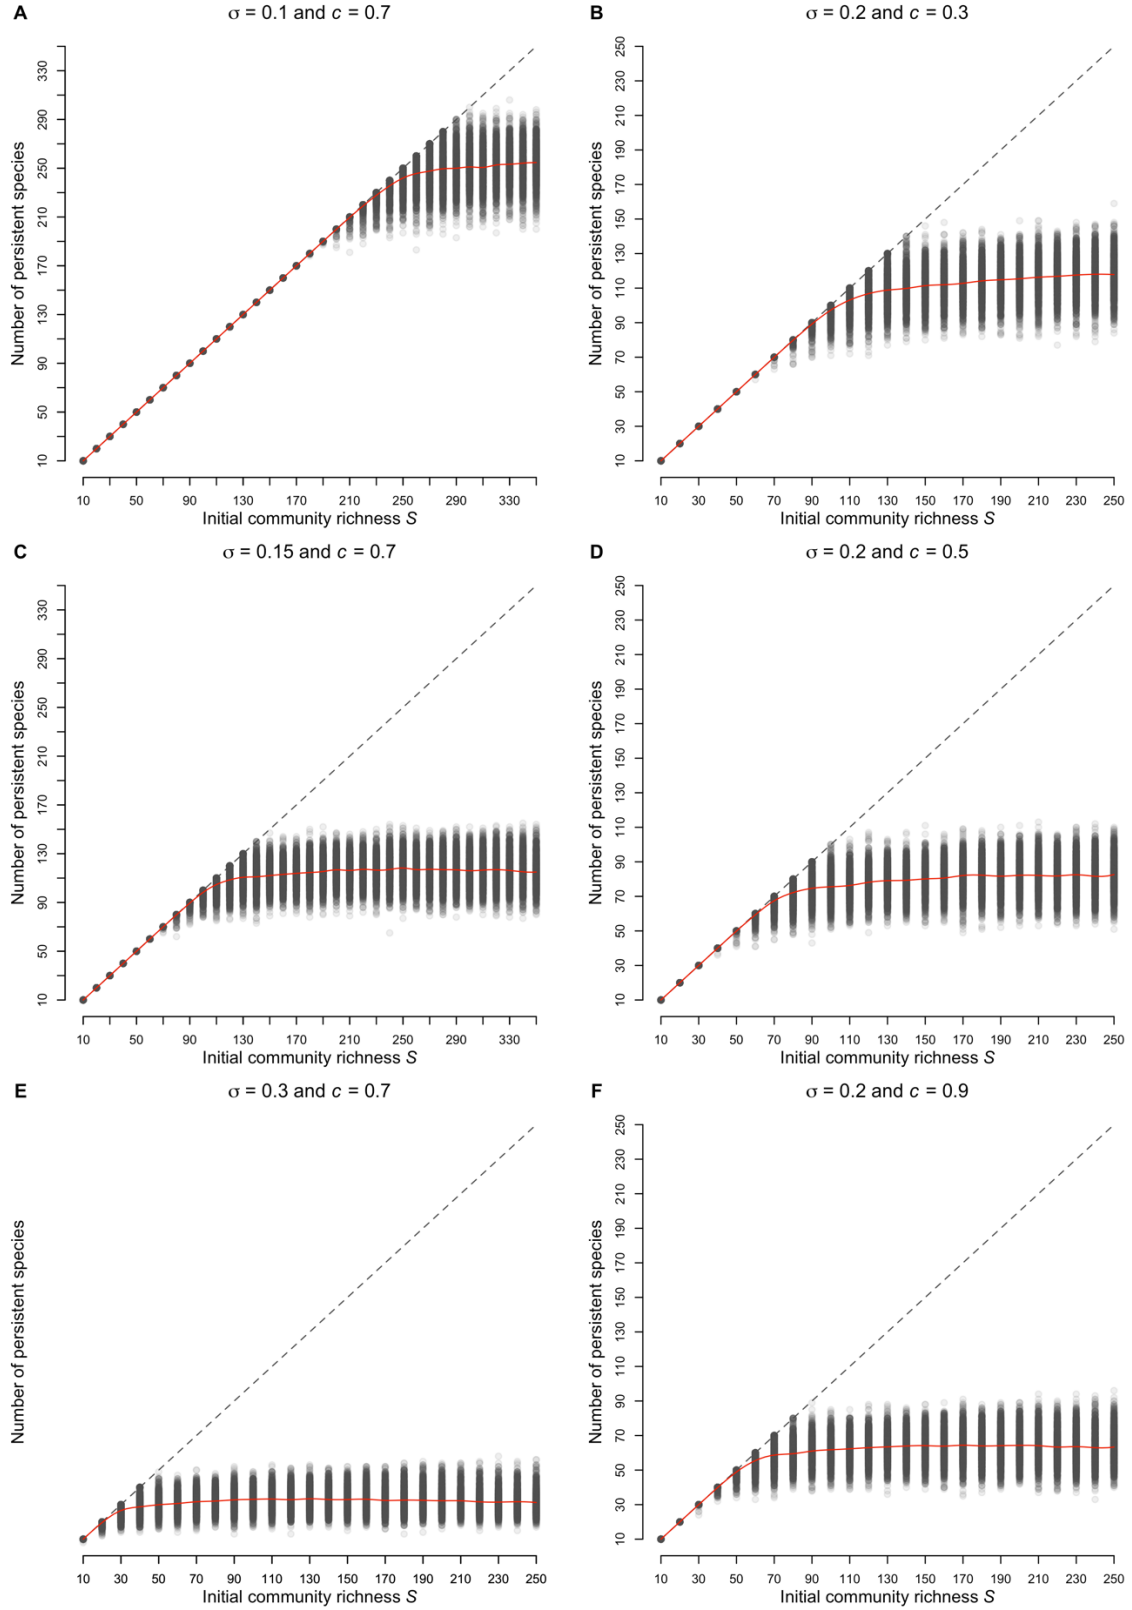 A
σ = 0.1 and c = 0.7
Number of persistent species
10 50 90 130 170 210 250 290 330
10 50 90 130 170 210 250 290 330
Initial community richness S
B
σ = 0.2 and c = 0.3
Number of persistent species
10 30 50 70 90 110 130 150 170 190 210 230 250
10 30 50 70 90 110 130 150 170 190 210 230 250
Initial community richness S
C
σ = 0.15 and c = 0.7
Number of persistent species
10 50 90 130 170 210 250 290 330
10 50 90 130 170 210 250 290 330
Initial community richness S
D
σ = 0.2 and c = 0.5
Number of persistent species
10 30 50 70 90 110 130 150 170 190 210 230 250
10 30 50 70 90 110 130 150 170 190 210 230 250
Initial community richness S
E
σ = 0.3 and c = 0.7
Number of persistent species
10 30 50 70 90 110 130 150 170 190 210 230 250
Initial community richness S
F
σ = 0.2 and c = 0.9
Number of persistent species
10 30 50 70 90 110 130 150 170 190 210 230 250
10 30 50 70 90 110 130 150 170 190 210 230 250
Initial community richness S